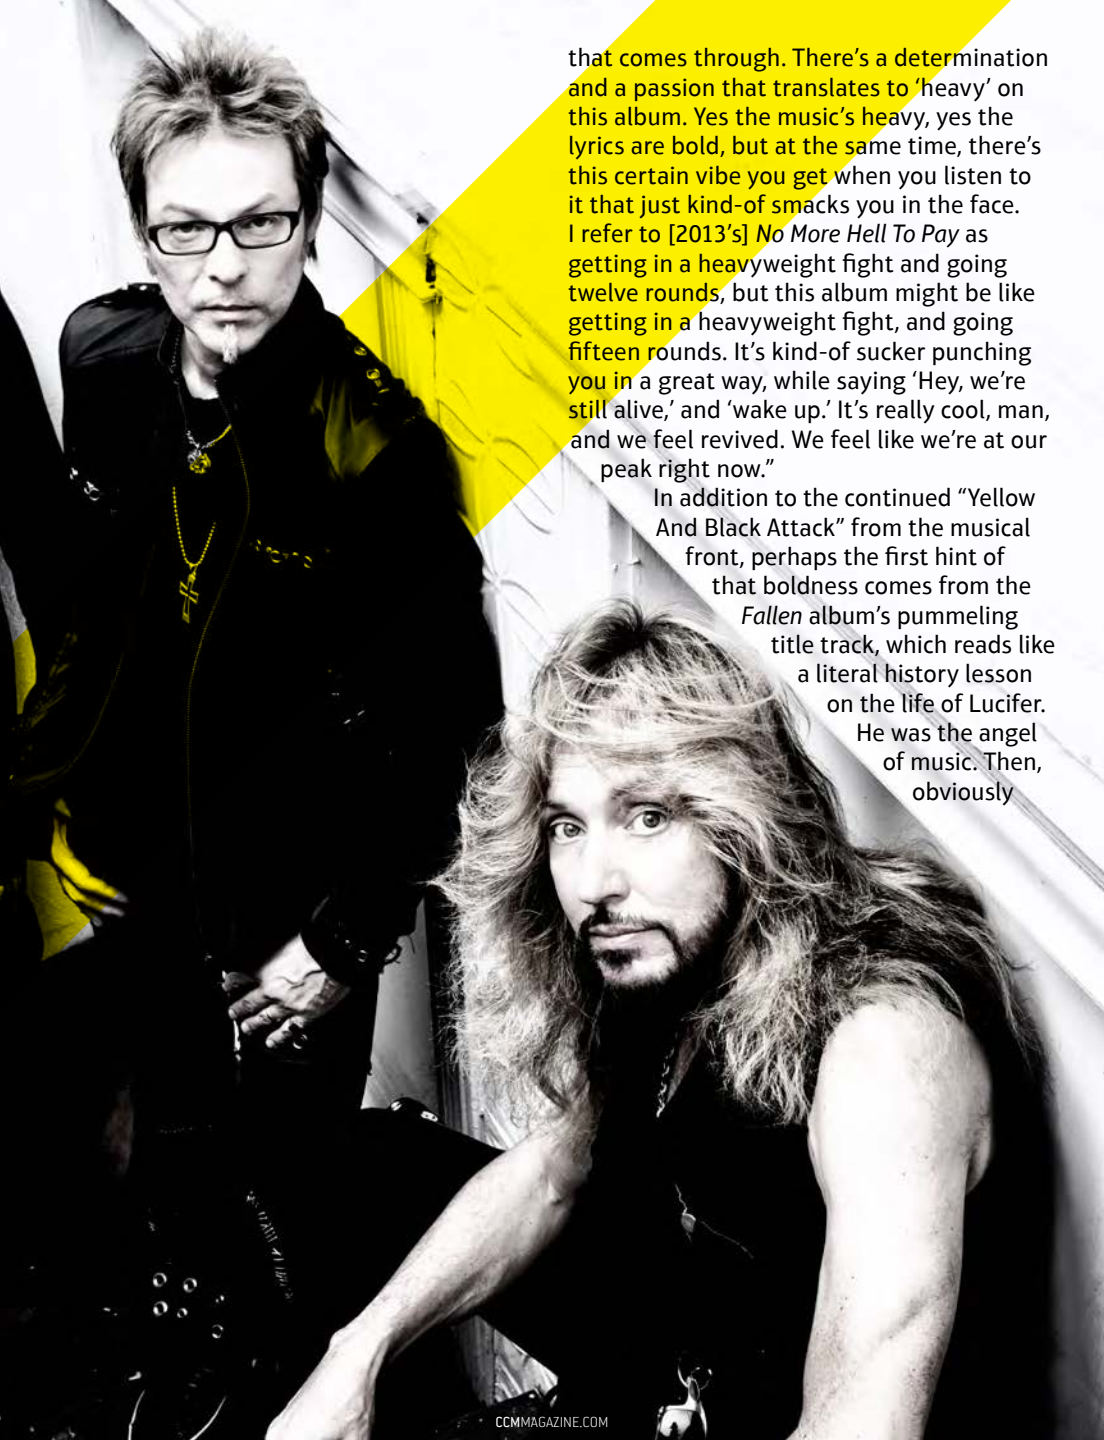 that comes through. There’s a determination
and a passion that translates to ‘heavy’ on
this album. Yes the music’s heavy, yes the
lyrics are bold, but at the same time, there’s
this certain vibe you get when you listen to
it that just kind-of smacks you in the face.
I refer to [2013’s] No More Hell To Pay as
getting in a heavyweight fight and going
twelve rounds, but this album might be like
getting in a heavyweight fight, and going
fifteen rounds. It’s kind-of sucker punching
you in a great way, while saying ‘Hey, we’re
still alive,’ and ‘wake up.’ It’s really cool, man,
and we feel revived. We feel like we’re at our
peak right now.”
In addition to the continued “Yellow
And Black Attack” from the musical
front, perhaps the first hint of
that boldness comes from the
Fallen album’s pummeling
title track, which reads like
a literal history lesson
on the life of Lucifer.
He was the angel
of music. Then,
obviously
CCMMAGAZINE.COM